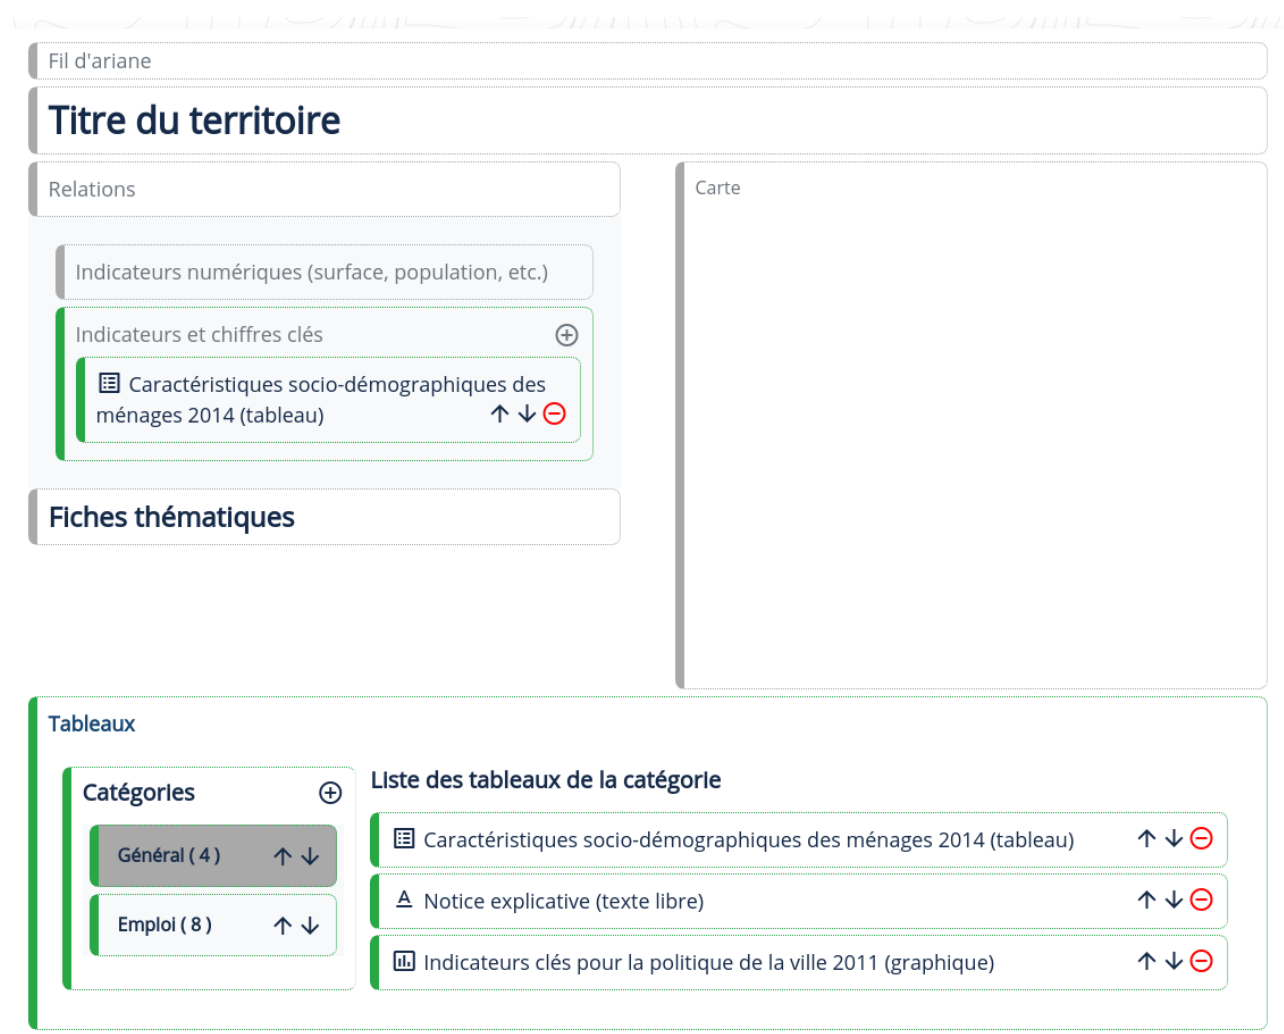 Fil d'ariane
Titre du territoire
Relations
Carte
Indicateurs numériques (surface, population, etc.)
Indicateurs et chiffres clés
Caractéristiques socio-démographiques des
ménages 2014 (tableau)
Fiches thématiques
Tableaux
Catégories
Général ( 4 )
Emploi ( 8 )
Liste des tableaux de la catégorie
Caractéristiques socio-démographiques des ménages 2014 (tableau)
Notice explicative (texte libre)
Indicateurs clés pour la politique de la ville 2011 (graphique)